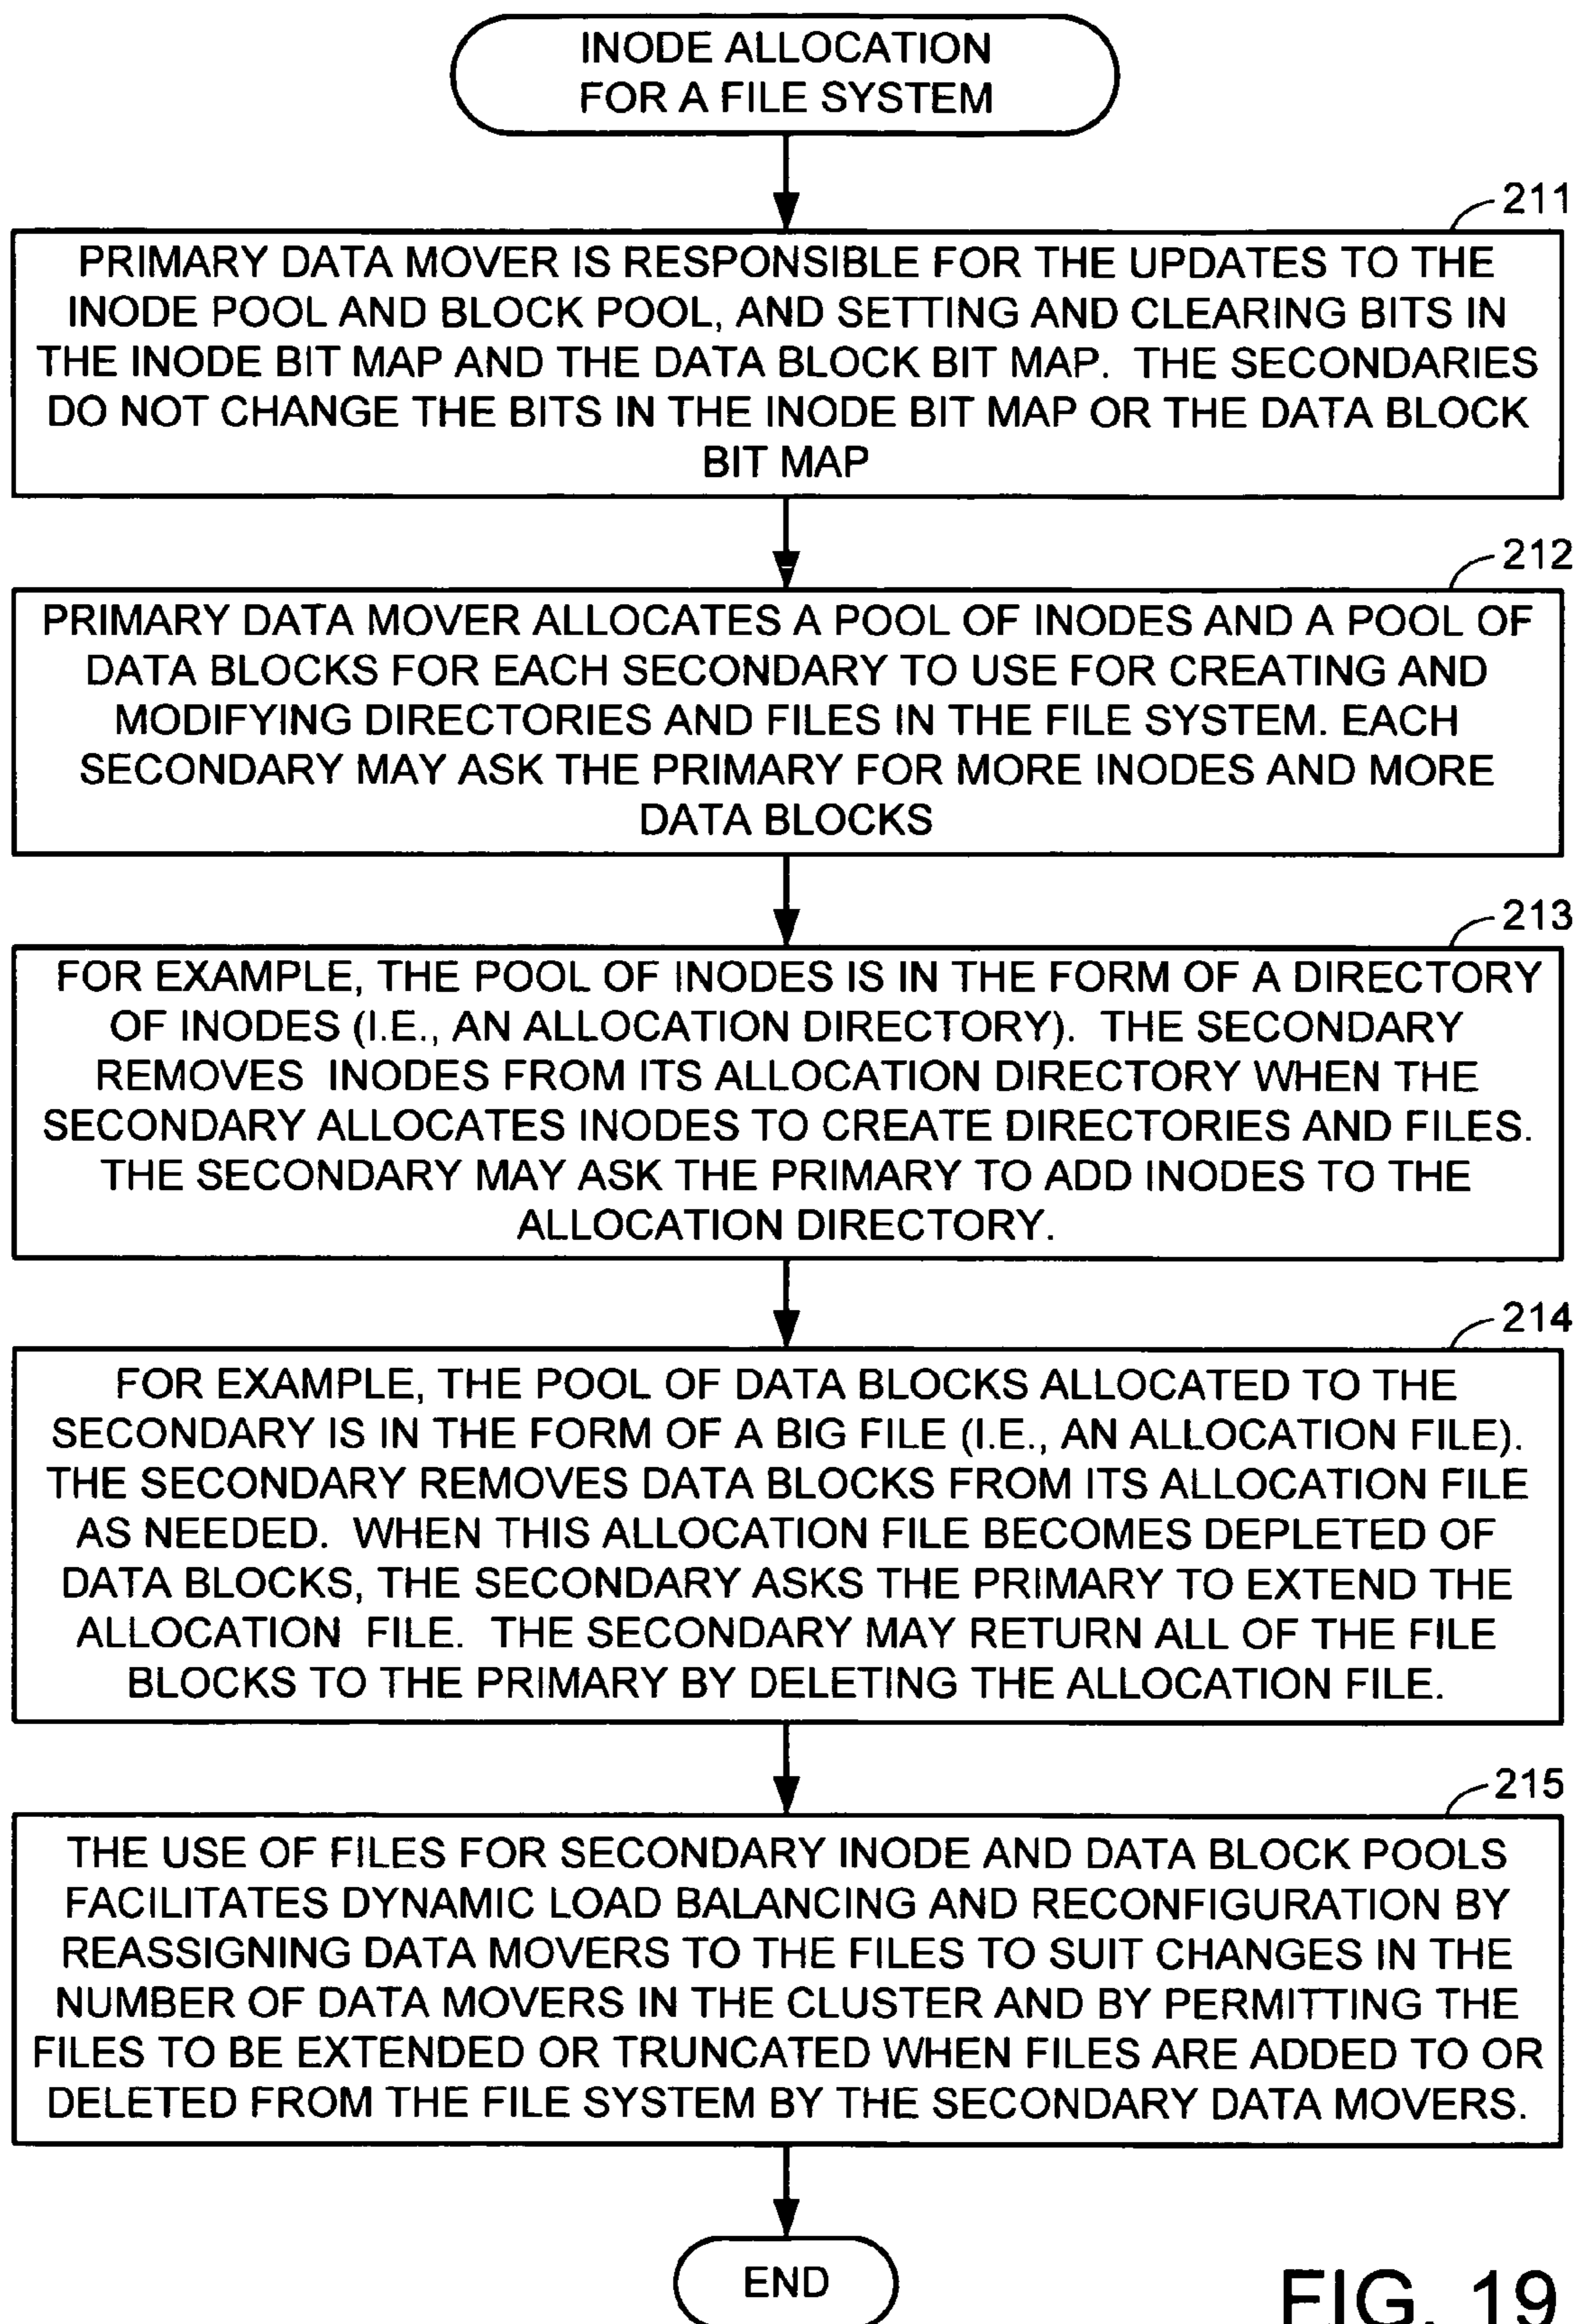 INODE ALLOCATION
FOR A FILE SYSTEM
211
PRIMARY DATA MOVER IS RESPONSIBLE FOR THE UPDATES TO THE
INODE POOL AND BLOCK POOL, AND SETTING AND CLEARING BITS IN
THE INODE BIT MAP AND THE DATA BLOCK BIT MAP.  THE SECONDARIES
DO NOT CHANGE THE BITS IN THE INODE BIT MAP OR THE DATA BLOCK
BIT MAP
212
PRIMARY DATA MOVER ALLOCATES A POOL OF INODES AND A POOL OF
DATA BLOCKS FOR EACH SECONDARY TO USE FOR CREATING AND
MODIFYING DIRECTORIES AND FILES IN THE FILE SYSTEM. EACH
SECONDARY MAY ASK THE PRIMARY FOR MORE INODES AND MORE
DATA BLOCKS
213
FOR EXAMPLE, THE POOL OF INODES IS IN THE FORM OF A DIRECTORY
OF INODES (I.E., AN ALLOCATION DIRECTORY).  THE SECONDARY
REMOVES  INODES FROM ITS ALLOCATION DIRECTORY WHEN THE
SECONDARY ALLOCATES INODES TO CREATE DIRECTORIES AND FILES.
THE SECONDARY MAY ASK THE PRIMARY TO ADD INODES TO THE
ALLOCATION DIRECTORY.
214
FOR EXAMPLE, THE POOL OF DATA BLOCKS ALLOCATED TO THE
SECONDARY IS IN THE FORM OF A BIG FILE (I.E., AN ALLOCATION FILE).
THE SECONDARY REMOVES DATA BLOCKS FROM ITS ALLOCATION FILE
AS NEEDED.  WHEN THIS ALLOCATION FILE BECOMES DEPLETED OF
DATA BLOCKS, THE SECONDARY ASKS THE PRIMARY TO EXTEND THE
ALLOCATION  FILE.  THE SECONDARY MAY RETURN ALL OF THE FILE
BLOCKS TO THE PRIMARY BY DELETING THE ALLOCATION FILE.
215
THE USE OF FILES FOR SECONDARY INODE AND DATA BLOCK POOLS
FACILITATES DYNAMIC LOAD BALANCING AND RECONFIGURATION BY
REASSIGNING DATA MOVERS TO THE FILES TO SUIT CHANGES IN THE
NUMBER OF DATA MOVERS IN THE CLUSTER AND BY PERMITTING THE
FILES TO BE EXTENDED OR TRUNCATED WHEN FILES ARE ADDED TO OR
DELETED FROM THE FILE SYSTEM BY THE SECONDARY DATA MOVERS.
END
FIG. 19